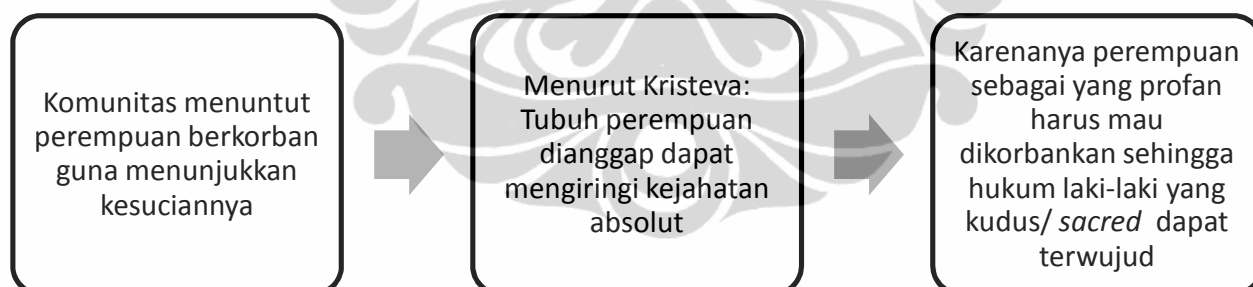 Komunitas menuntut
perempuan berkorban
guna menunjukkan
kesuciannya
Menurut Kristeva:
Tubuh perempuan
dianggap dapat
mengiringi kejahatan
absolut
Karenanya perempuan
sebagai yang profan
harus mau
dikorbankan sehingga
hukum laki-laki yang
kudus/ sacred dapat
terwujud